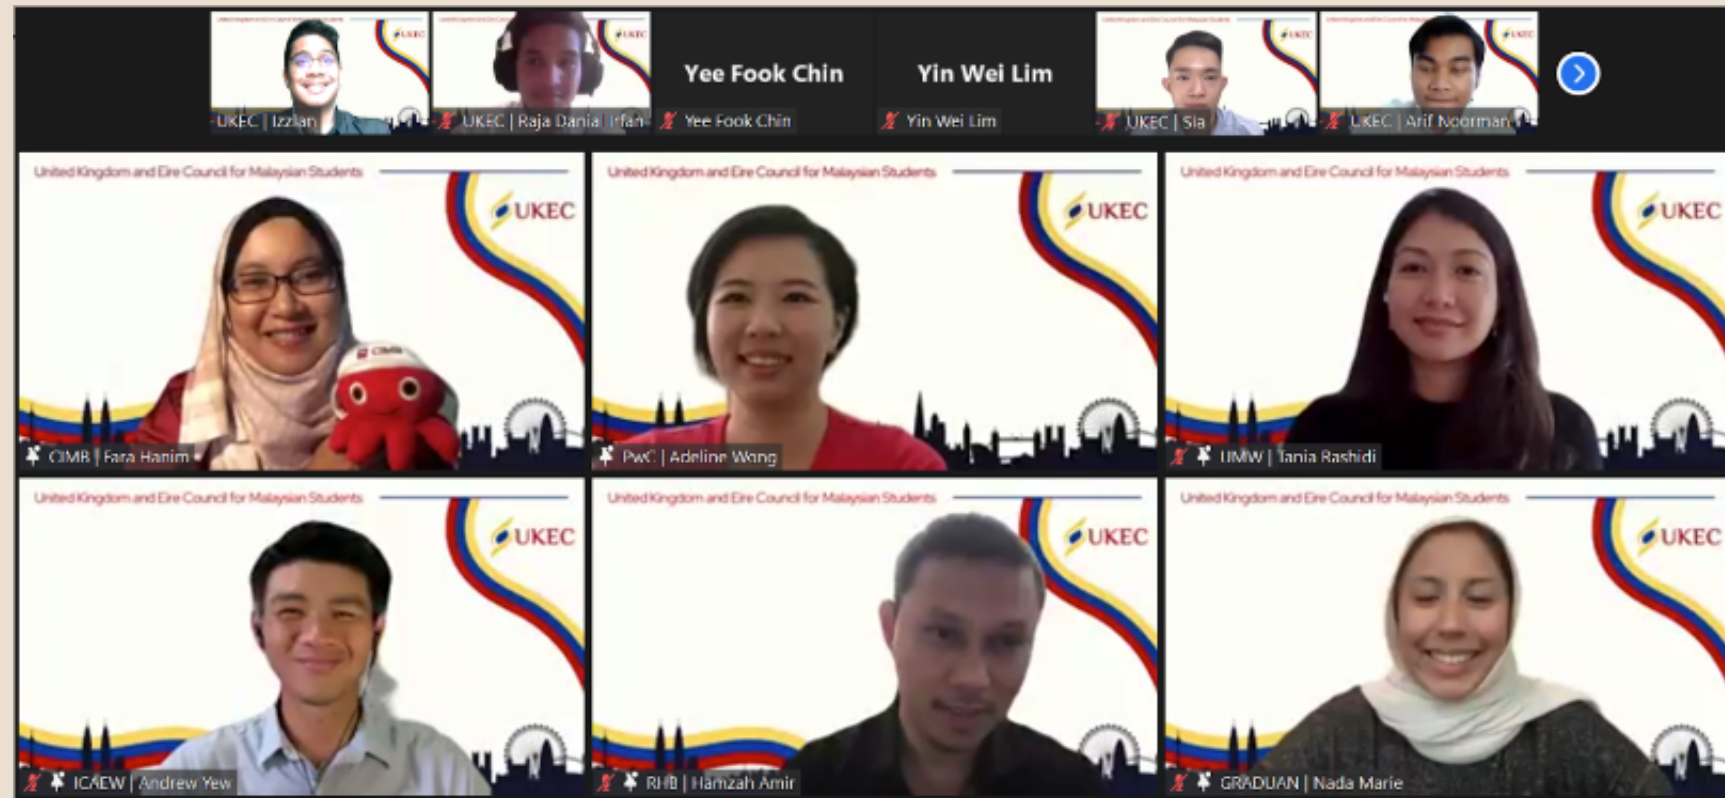 UKEC
UKEC
UKEC
UKEC
UKEC | Izzlan
UKEC | Raja Danial Irfan
Yee Fook Chin
Yee Fook Chin
Yin Wei Lim
Yin Wei Lim
UKEC | Sia
UKEC | Arif Noorman
United Kingdom and Eire Council for Malaysian Students
UKEC
CIMB
CIMB | Fara Hanim
United Kingdom and Eire Council for Malaysian Students
UKEC
PwC | Adeline Wong
United Kingdom and Eire Council for Malaysian Students
UKEC
UMW | Tania Rashidi
United Kingdom and Eire Council for Malaysian Students
UKEC
ICAEW | Andrew Yew
United Kingdom and Eire Council for Malaysian Students
UKEC
RHB | Hamzah Amir
United Kingdom and Eire Council for Malaysian Students
UKEC
GRADUAN | Nada Marie